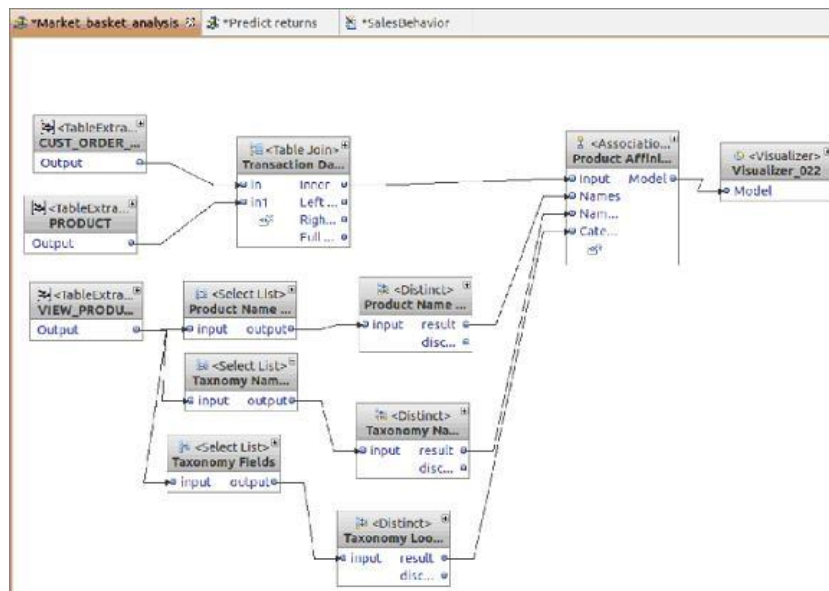 *Market_basket_analysis *Predict returns *SalesBehavior
<TableExtra...
CUST_ORDER_...
Output
<Table Join>
Transaction Da...
in Inner
in1 Left ...
Righ...
Full ...
<Associatio...
Product Affini...
Input Model
Names
Nam...
Cate...
<Visualizer>
Visualizer_022
Model
<TableExtra...
PRODUCT
Output
<TableExtra...
VIEW_PRODU...
Output
<Select List>
Product Name ...
input output
<Distinct>
Product Name ...
input result
disc...
<Select List>
Taxnomy Nam...
input output
<Distinct>
Taxonomy Na...
input result
disc...
<Select List>
Taxonomy Fields
input output
<Distinct>
Taxonomy Loo...
input result
disc...